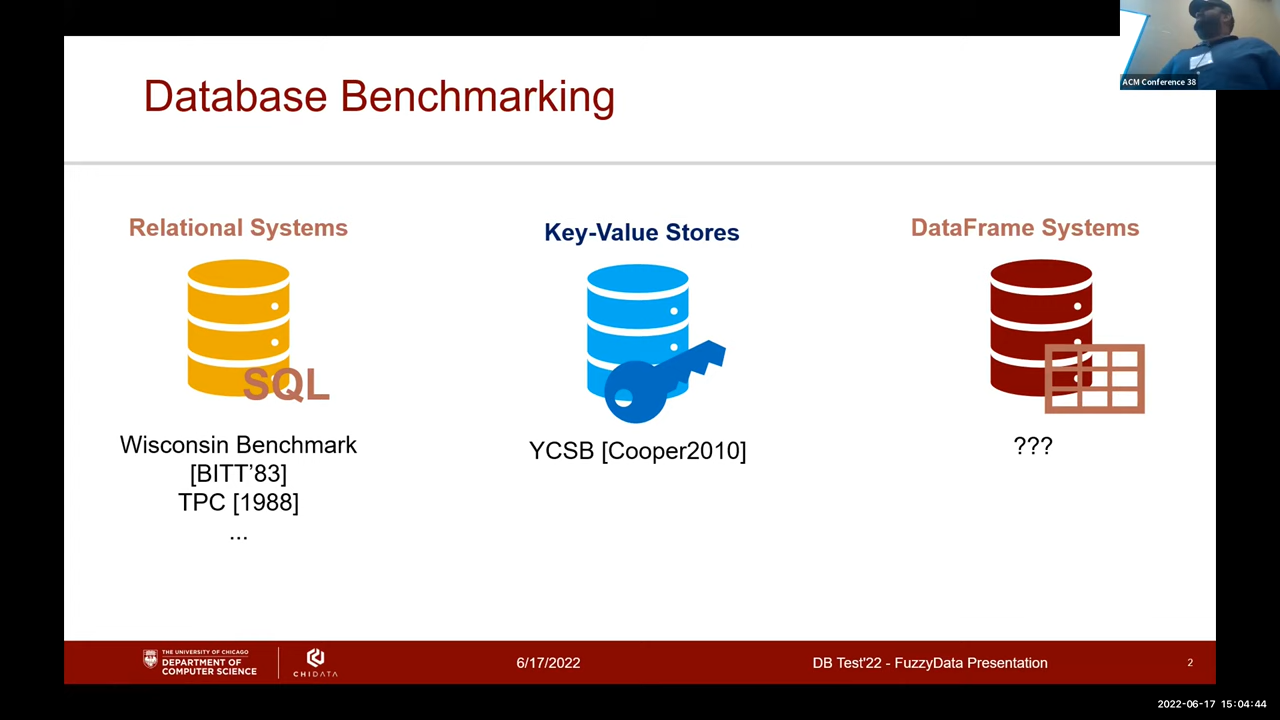 ACM Conference 38
Database Benchmarking
Relational Systems
SQL
Wisconsin Benchmark
[BITT’83]
TPC [1988]
...
Key-Value Stores
YCSB [Cooper2010]
DataFrame Systems
???
THE UNIVERSITY OF CHICAGO
DEPARTMENT OF
COMPUTER SCIENCE
CHIDATA
6/17/2022
DB Test'22 - FuzzyData Presentation
2
2022-06-17 15:04:44